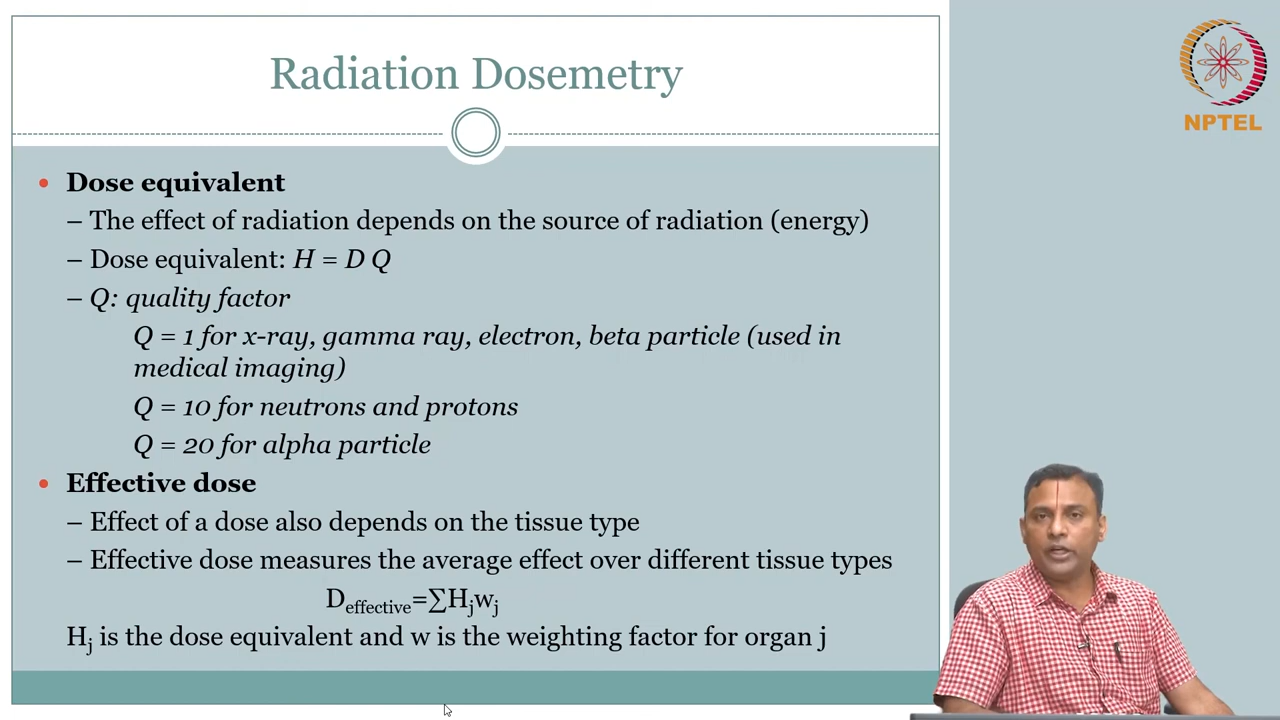 Radiation Dosemetry
NPTEL
• Dose equivalent
– The effect of radiation depends on the source of radiation (energy)
– Dose equivalent: H = D Q
– Q: quality factor
Q = 1 for x-ray, gamma ray, electron, beta particle (used in
medical imaging)
Q = 10 for neutrons and protons
Q = 20 for alpha particle
• Effective dose
– Effect of a dose also depends on the tissue type
– Effective dose measures the average effect over different tissue types
D_effective=∑H_jw_j
H_j is the dose equivalent and w is the weighting factor for organ j